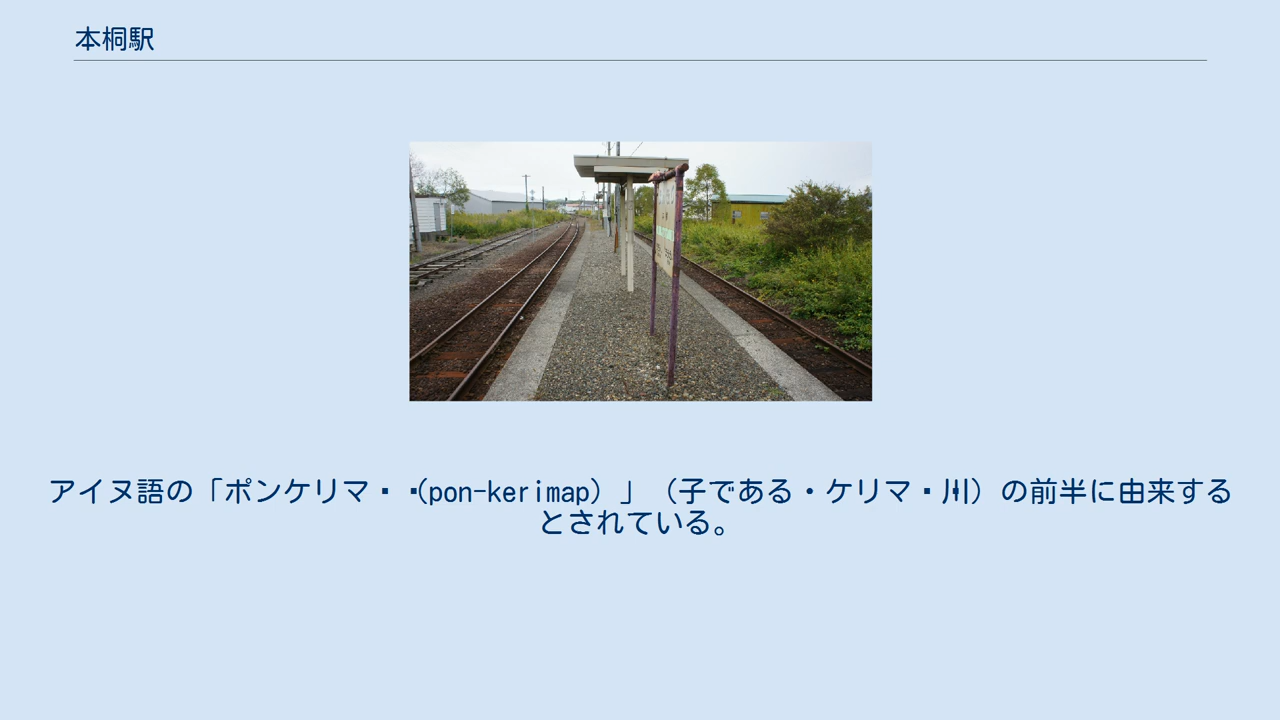 本桐駅
アイヌ語の「ポンケリマ・・(pon-kerimap）」（子である・ケリマ・川）の前半に由来する
とされている。